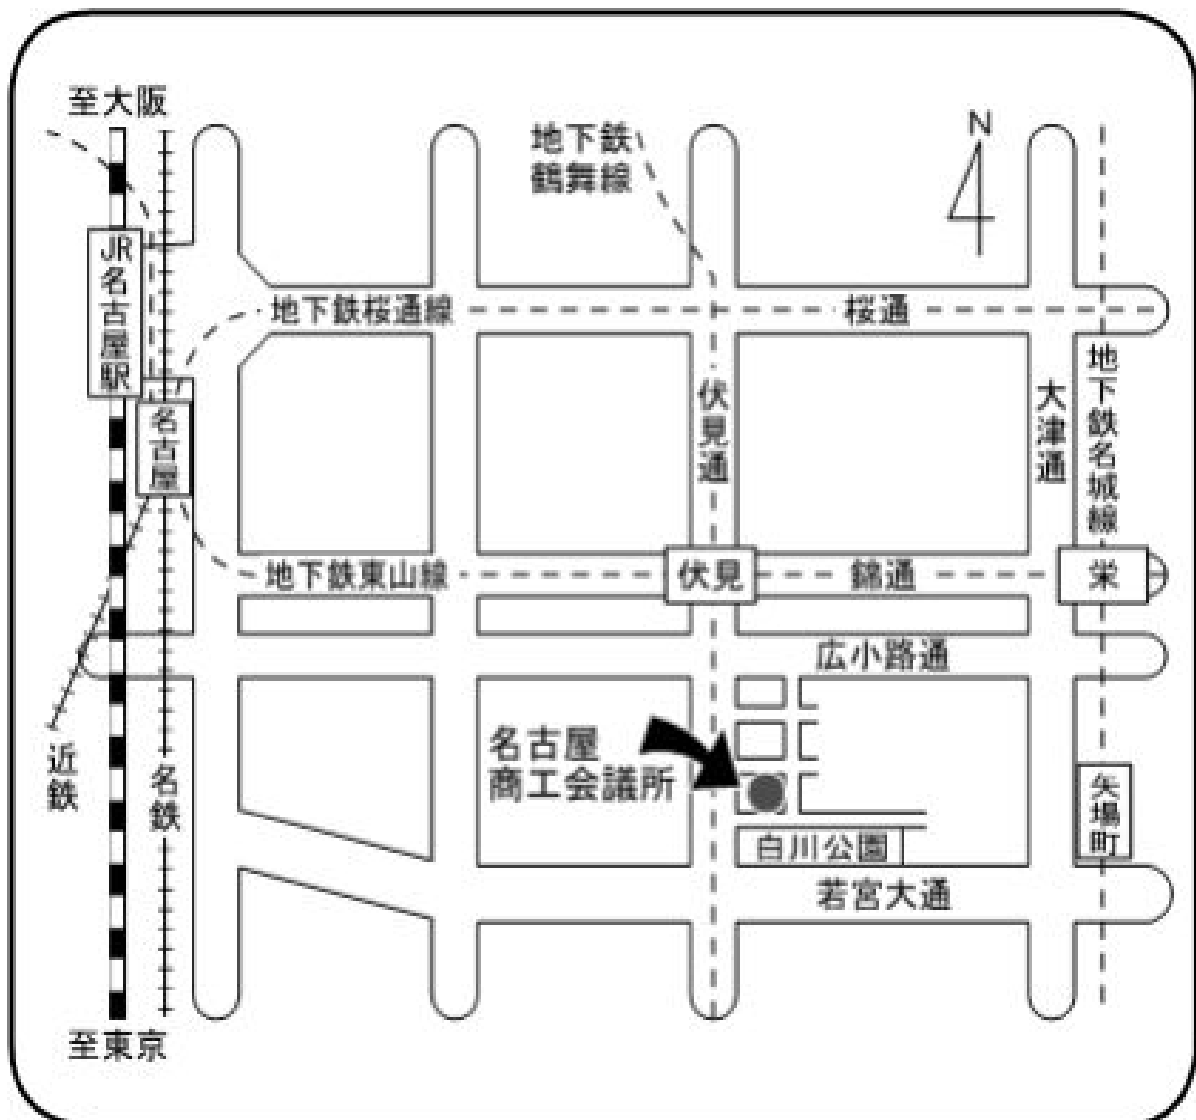 至大阪
地下鉄
鶴舞線
N
JR名古屋駅
地下鉄桜通線
桜通
地下鉄名城線
伏見通
大津通
名古屋
地下鉄東山線
伏見
錦通
栄
広小路通
名古屋
商工会議所
近鉄
名鉄
矢場町
白川公園
若宮大通
至東京